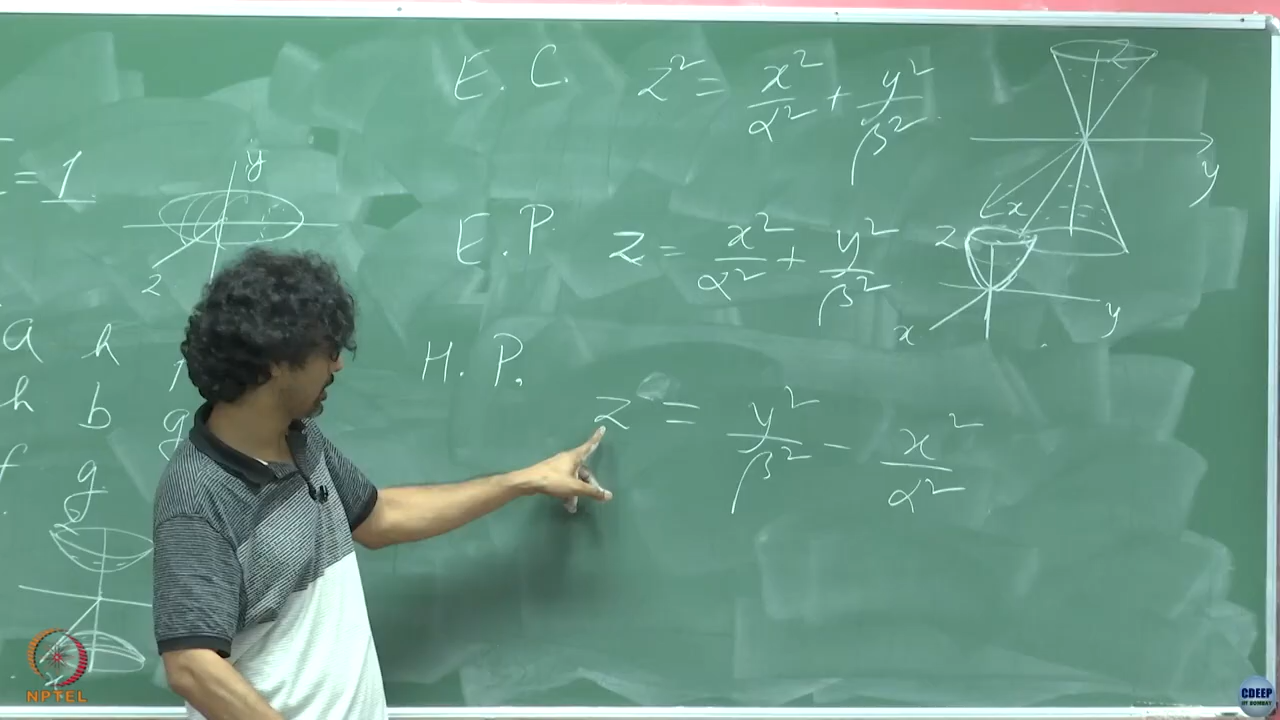 E. C. z² = x²/α² + y²/β²
z
y
x
= 1
y
z
E. P. z = x²/α² + y²/β²
z
y
x
H. P.
z = y²/β² - x²/α²
a h
h b g
f g
NPTEL
CDEEP
IIT BOMBAY